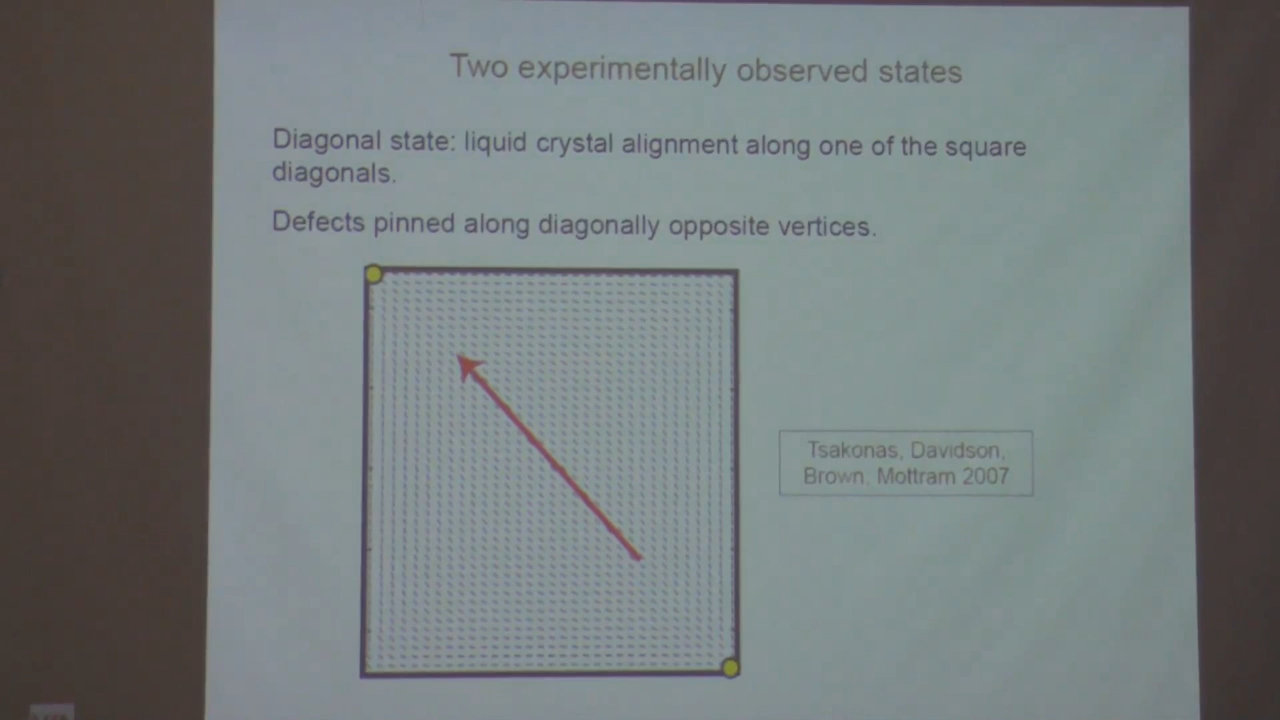 Two experimentally observed states
Diagonal state: liquid crystal alignment along one of the square
diagonals.
Defects pinned along diagonally opposite vertices.
Tsakonas, Davidson,
Brown, Mottram 2007